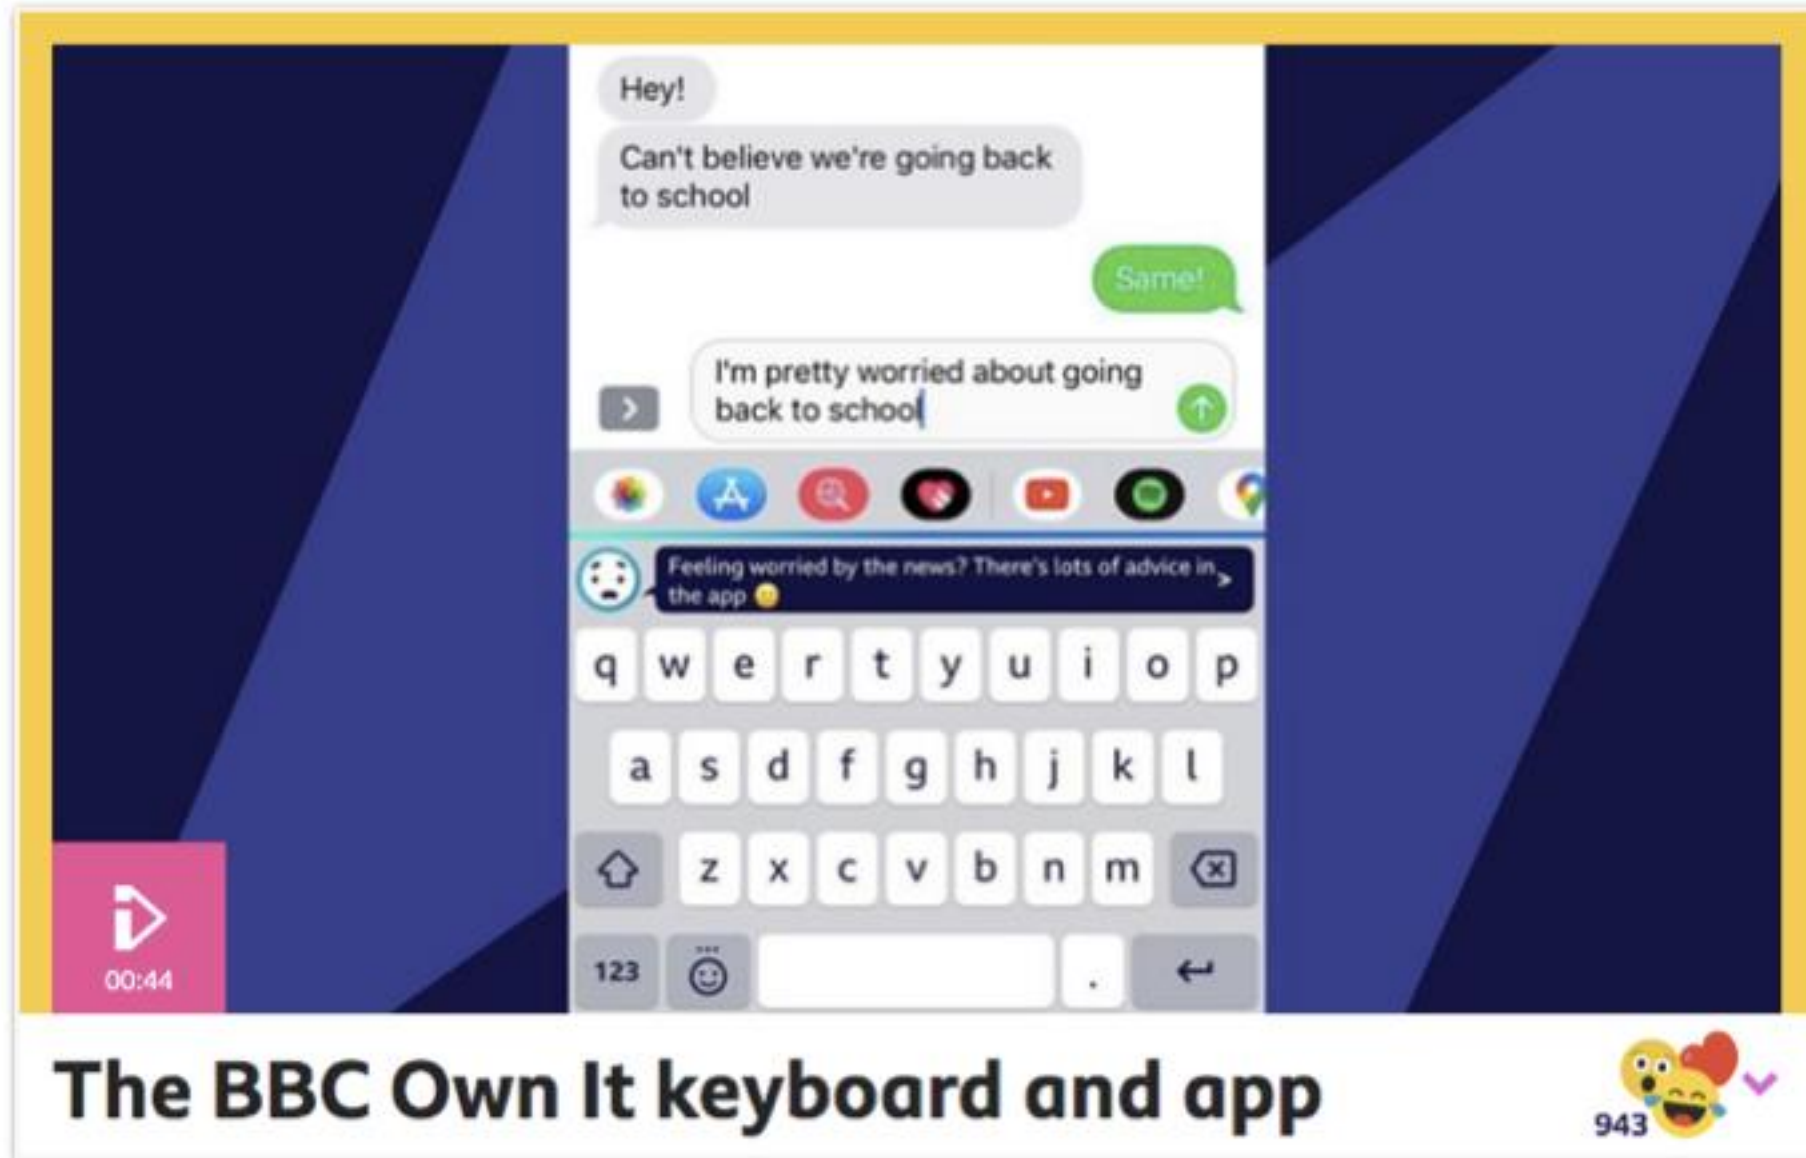 Hey!
Can't believe we're going back
to school
Same!
I'm pretty worried about going
back to school
Feeling worried by the news? There's lots of advice in
the app 😕 >
q w e r t y u i o p
a s d f g h j k l
z x c v b n m
123 .
00:44
The BBC Own It keyboard and app
943